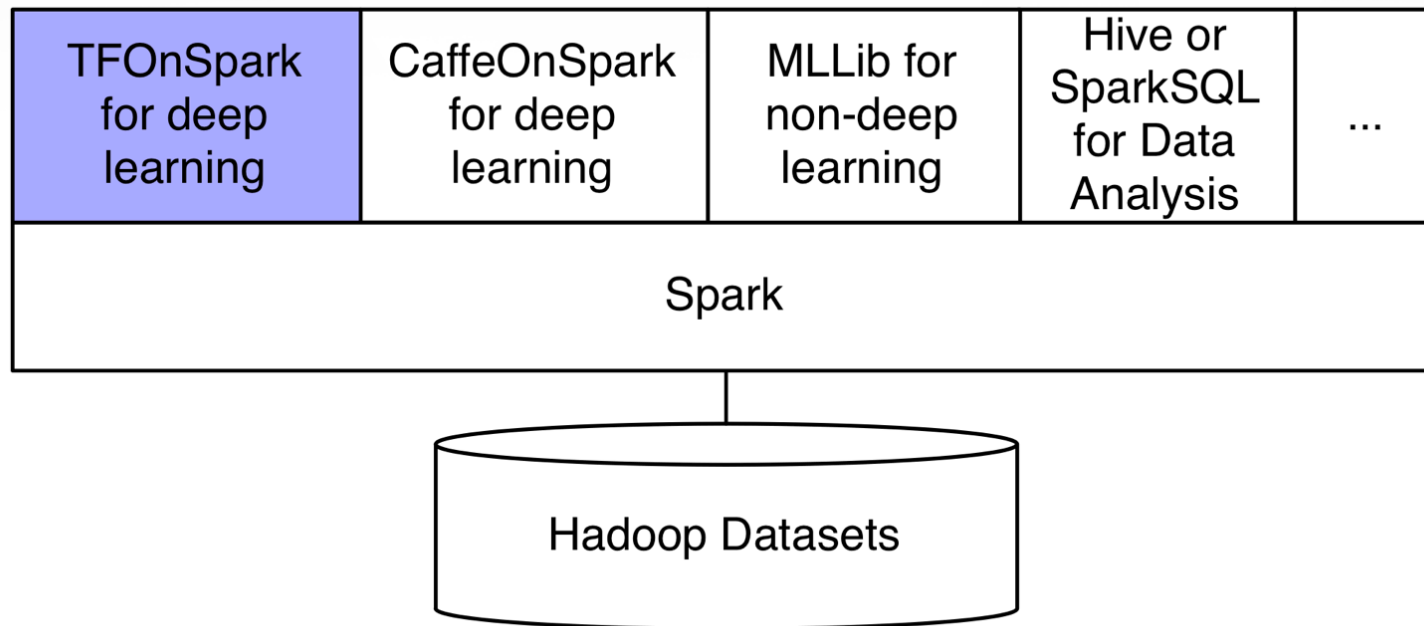 TFOnSpark
for deep
learning
CaffeOnSpark
for deep
learning
MLLib for
non-deep
learning
Hive or
SparkSQL
for Data
Analysis
...
Spark
Hadoop Datasets